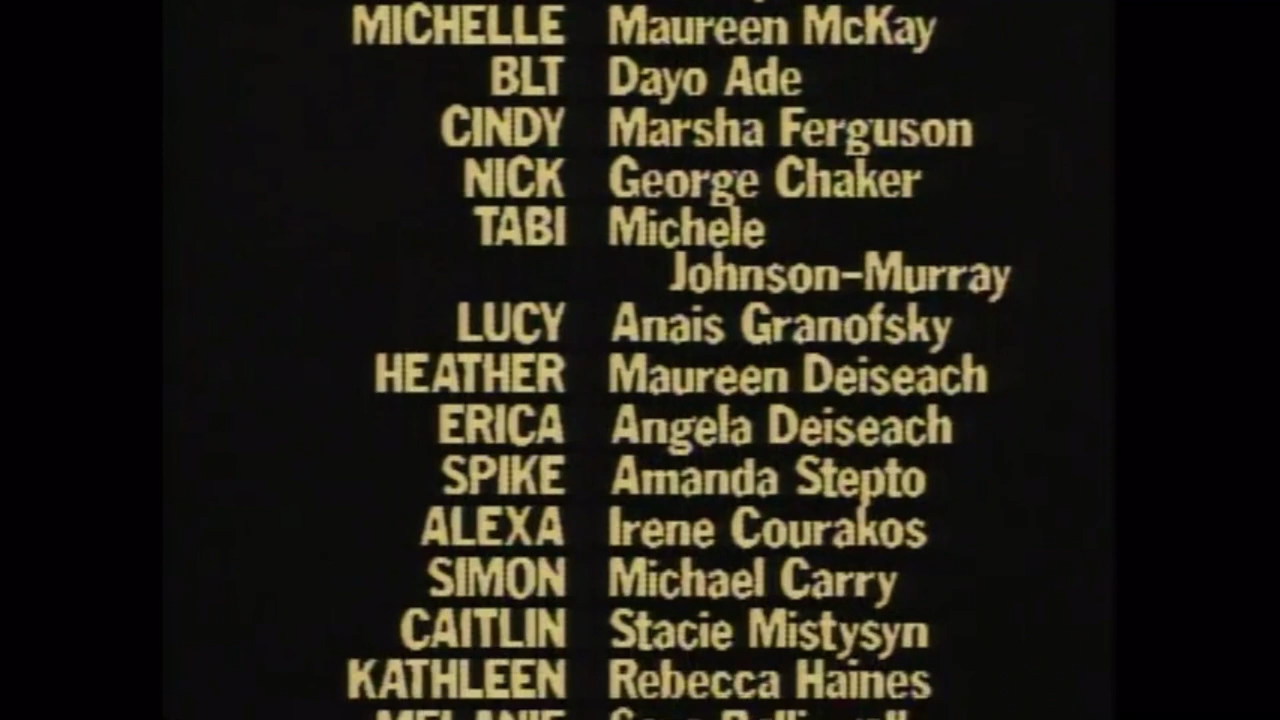 MICHELLE Maureen McKay
BLT Dayo Ade
CINDY Marsha Ferguson
NICK George Chaker
TABI Michele
Johnson-Murray
LUCY Anais Granofsky
HEATHER Maureen Deiseach
ERICA Angela Deiseach
SPIKE Amanda Stepto
ALEXA Irene Courakos
SIMON Michael Carry
CAITLIN Stacie Mistysyn
KATHLEEN Rebecca Haines
MELANIE